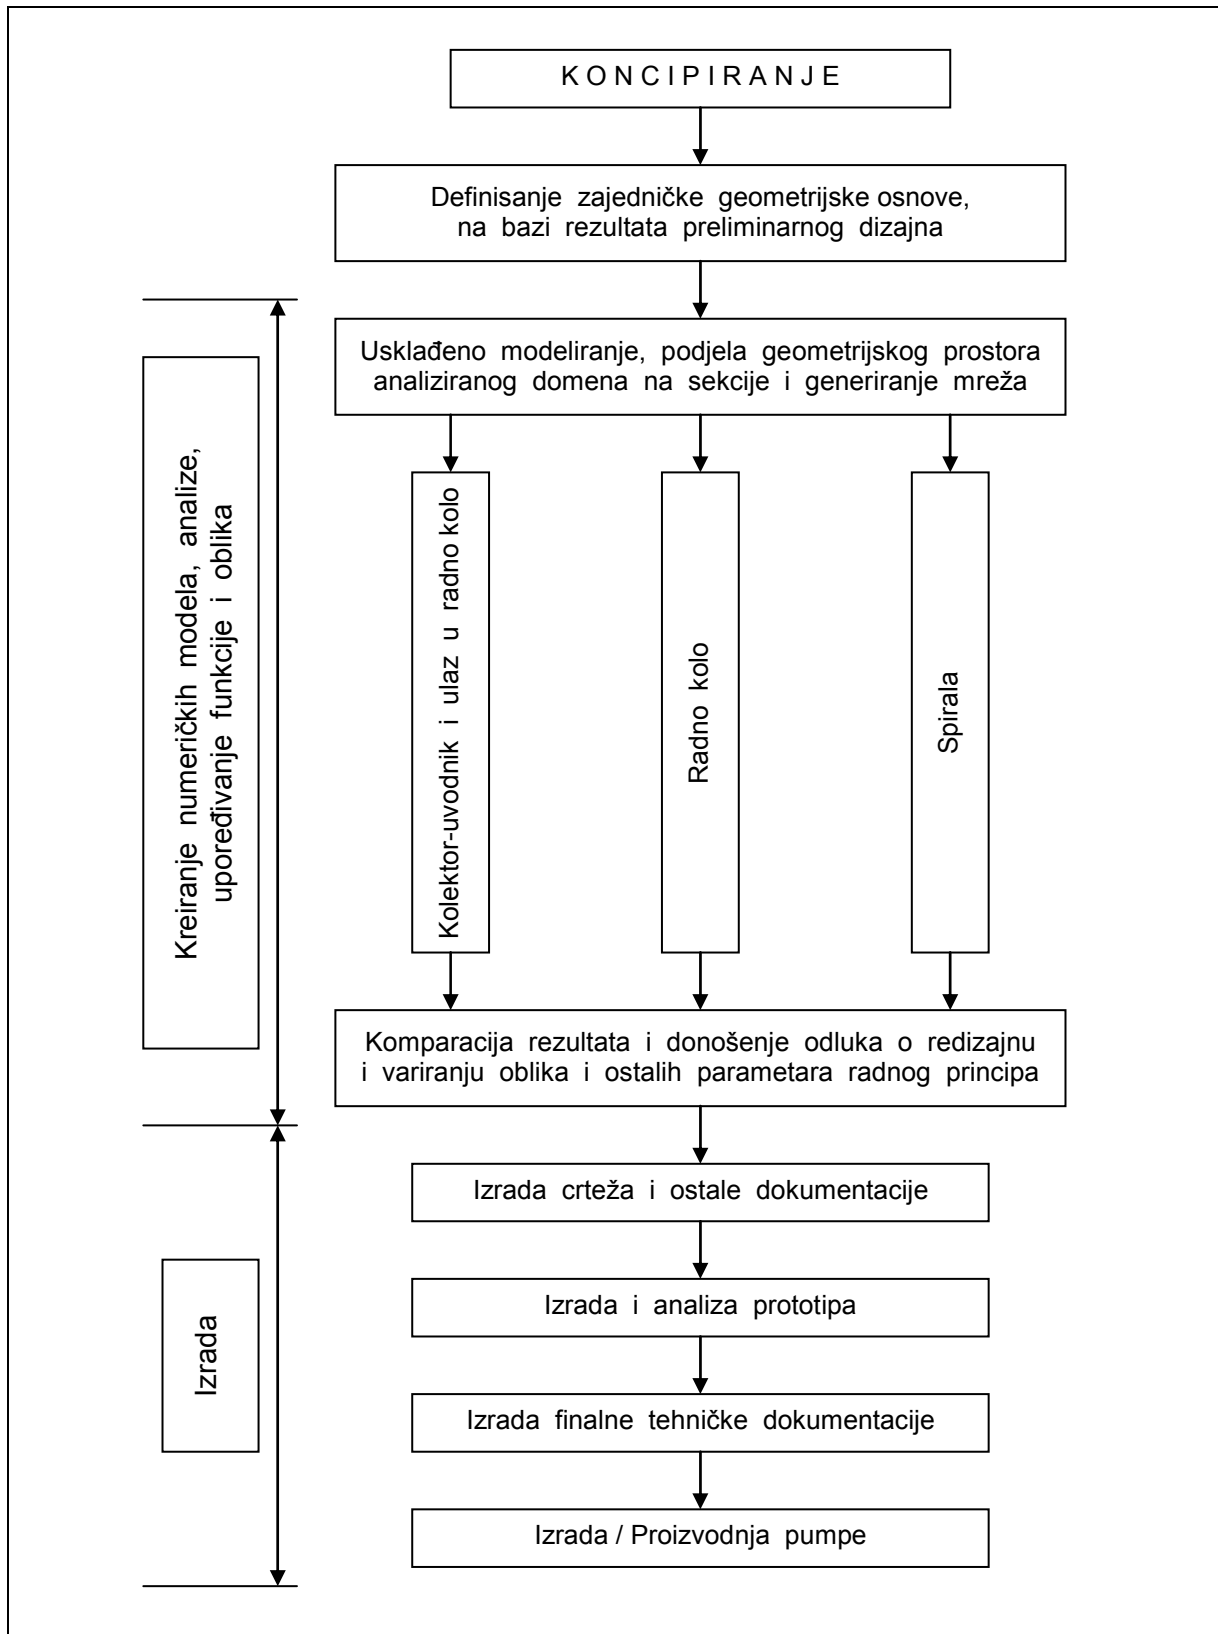 KONCIPIRANJE
Definisanje zajedničke geometrijske osnove,
na bazi rezultata preliminarnog dizajna
Usklađeno modeliranje, podjela geometrijskog prostora
analiziranog domena na sekcije i generiranje mreža
Kreiranje numeričkih modela, analize,
upoređivanje funkcije i oblika
Kolektor-uvodnik i ulaz u radno kolo
Radno kolo
Spirala
Komparacija rezultata i donošenje odluka o redizajnu
i variranju oblika i ostalih parametara radnog principa
Izrada
Izrada crteža i ostale dokumentacije
Izrada i analiza prototipa
Izrada finalne tehničke dokumentacije
Izrada / Proizvodnja pumpe